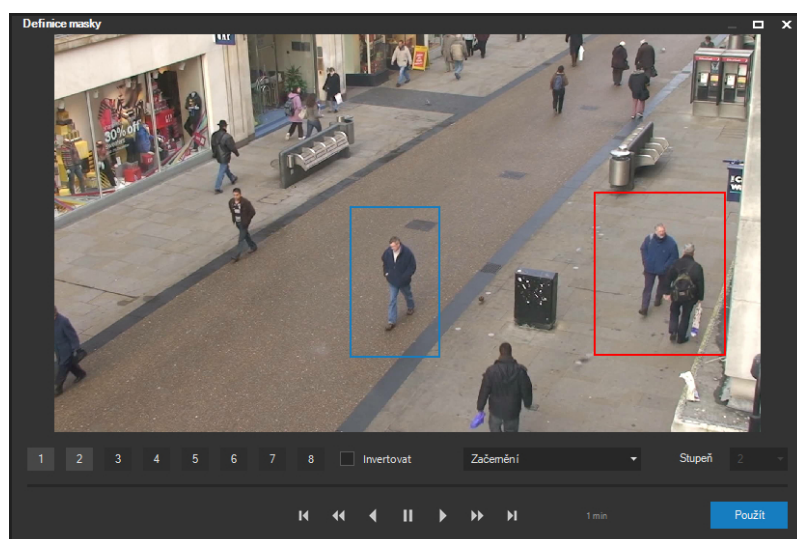 Definice masky
30% off
1 2 3 4 5 6 7 8 Invertovat Začernění Stupeň 2
1 min
Použít